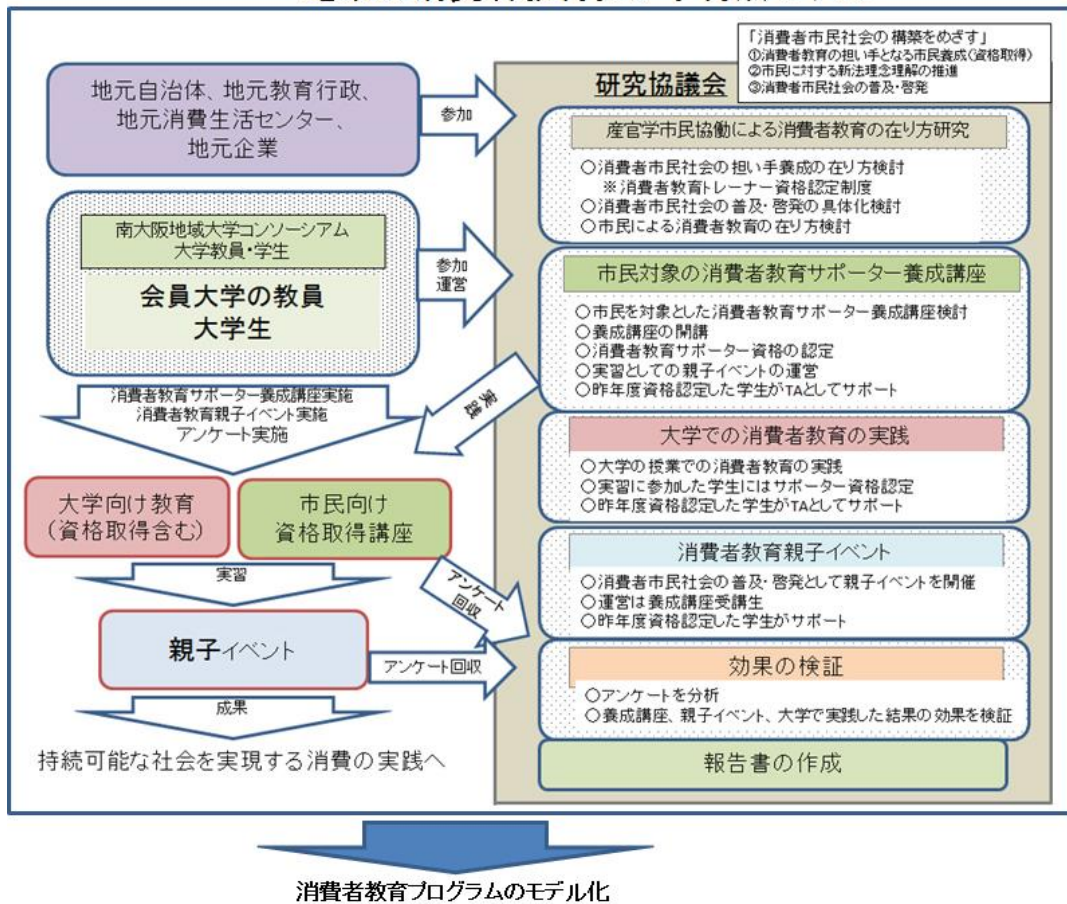 「消費者市民社会の構築をめざす」
①消費者教育の担い手となる市民養成(資格取得)
②市民に対する新法理念理解の推進
③消費者市民社会の普及・啓発
地元自治体、地元教育行政、
地元消費生活センター、
地元企業
参加
南大阪地域大学コンソーシアム
大学教員・学生
会員大学の教員
大学生
参加
運営
消費者教育サポーター養成講座実施
消費者教育親子イベント実施
アンケート実施
実践
大学向け教育
(資格取得含む)
市民向け
資格取得講座
実習
アンケート
回収
親子イベント
アンケート回収
成果
持続可能な社会を実現する消費の実践へ
研究協議会
産官学市民協働による消費者教育の在り方研究
○消費者市民社会の担い手養成の在り方検討
※消費者教育トレーナー資格認定制度
○消費者市民社会の普及・啓発の具体化検討
○市民による消費者教育の在り方検討
市民対象の消費者教育サポーター養成講座
○市民を対象とした消費者教育サポーター養成講座検討
○養成講座の開講
○消費者教育サポーター資格の認定
○実習としての親子イベントの運営
○昨年度資格認定した学生がTAとしてサポート
大学での消費者教育の実践
○大学の授業での消費者教育の実践
○実習に参加した学生にはサポーター資格認定
○昨年度資格認定した学生がTAとしてサポート
消費者教育親子イベント
○消費者市民社会の普及・啓発として親子イベントを開催
○運営は養成講座受講生
○昨年度資格認定した学生がサポート
効果の検証
○アンケートを分析
○養成講座、親子イベント、大学で実践した結果の効果を検証
報告書の作成
消費者教育プログラムのモデル化